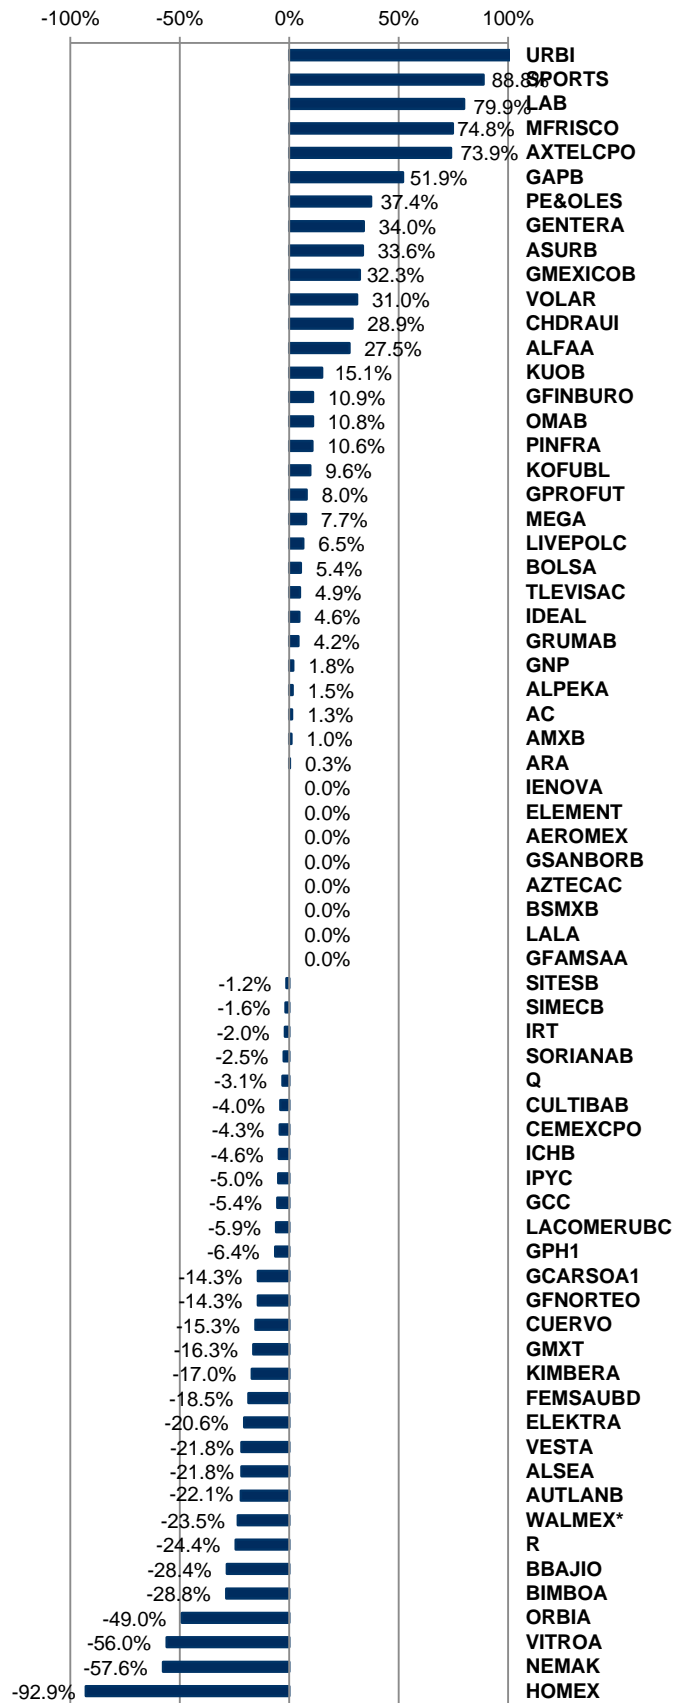 -100% -50% 0% 50% 100%
URBI
88.8% SPORTS
79.9% LAB
74.8% MFRISCO
73.9% AXTELCPO
51.9% GAPB
37.4% PE&OLES
34.0% GENTERA
33.6% ASURB
32.3% GMEXICOB
31.0% VOLAR
28.9% CHDRAUI
27.5% ALFAA
15.1% KUOB
10.9% GFINBURO
10.8% OMAB
10.6% PINFRA
9.6% KOFUBL
8.0% GPROFUT
7.7% MEGA
6.5% LIVEPOLC
5.4% BOLSA
4.9% TLEVISAC
4.6% IDEAL
4.2% GRUMAB
1.8% GNP
1.5% ALPEKA
1.3% AC
1.0% AMXB
0.3% ARA
0.0% IENOVA
0.0% ELEMENT
0.0% AEROMEX
0.0% GSANBORB
0.0% AZTECAC
0.0% BSMXB
0.0% LALA
0.0% GFAMSAA
-1.2% SITESB
-1.6% SIMECB
-2.0% IRT
-2.5% SORIANAB
-3.1% Q
-4.0% CULTIBAB
-4.3% CEMEXCPO
-4.6% ICHB
-5.0% IPYC
-5.4% GCC
-5.9% LACOMERUBC
-6.4% GPH1
-14.3% GCARSOA1
-14.3% GFNORTEO
-15.3% CUERVO
-16.3% GMXT
-17.0% KIMBERA
-18.5% FEMSAUBD
-20.6% ELEKTRA
-21.8% VESTA
-21.8% ALSEA
-22.1% AUTLANB
-23.5% WALMEX*
-24.4% R
-28.4% BBAJIO
-28.8% BIMBOA
-49.0% ORBIA
-56.0% VITROA
-57.6% NEMAK
-92.9% HOMEX